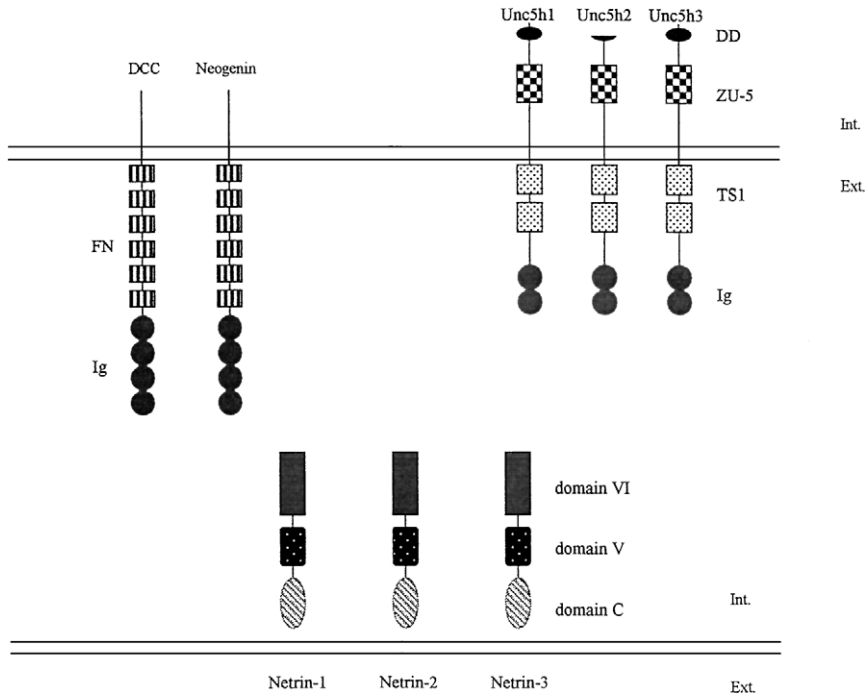 Unc5h1 Unc5h2 Unc5h3
DD
DCC Neogenin
ZU-5
Int.
Ext.
TS1
FN
Ig
Ig
domain VI
domain V
Int.
domain C
Netrin-1 Netrin-2 Netrin-3
Ext.